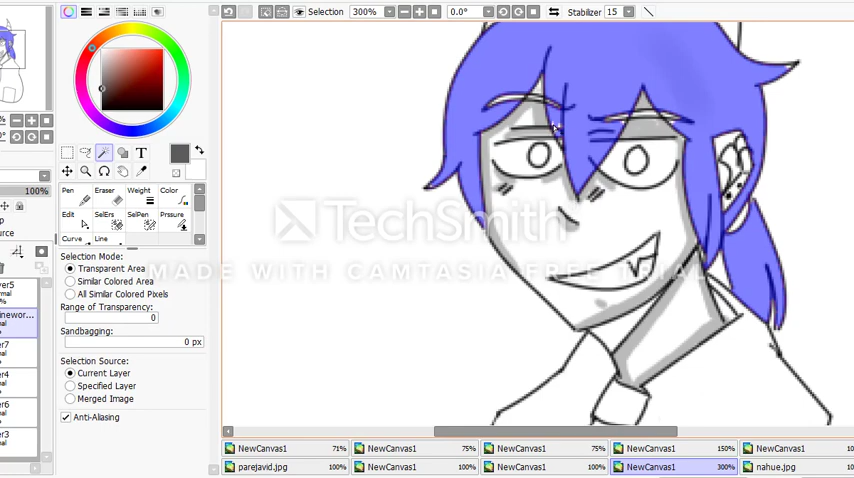 Selection
300%
0.0°
Stabilizer 15
100%
T
Pen
Eraser
Weight
Color
Edit
SelErs
SelPen
Prssure
Curve
Line
Selection Mode:
Transparent Area
Similar Colored Area
All Similar Colored Pixels
Range of Transparency:
0
Sandbagging:
0 px
Selection Source:
Current Layer
Specified Layer
Merged Image
Anti-Aliasing
TechSmith
MADE WITH CAMTASIA FREE TRIAL
NewCanvas1 71%
NewCanvas1 75%
NewCanvas1 75%
NewCanvas1 150%
NewCanvas1
parejavid.jpg 100%
NewCanvas1 100%
NewCanvas1 100%
NewCanvas1 300%
nahue.jpg